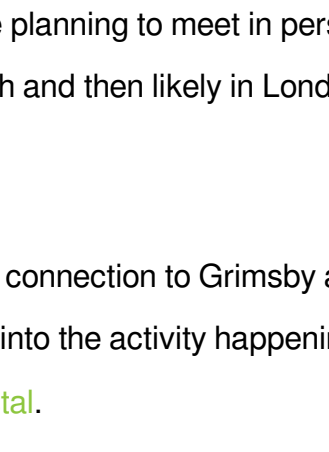 planning to meet in pers
h and then likely in Lond
connection to Grimsby a
into the activity happenin
tal.